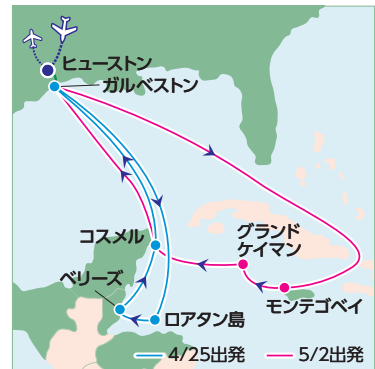 ヒューストン
ガルベストン
コスメル
グランド
ケイマン
ベリーズ
モンテゴベイ
ロアタン島
4/25出発
5/2出発